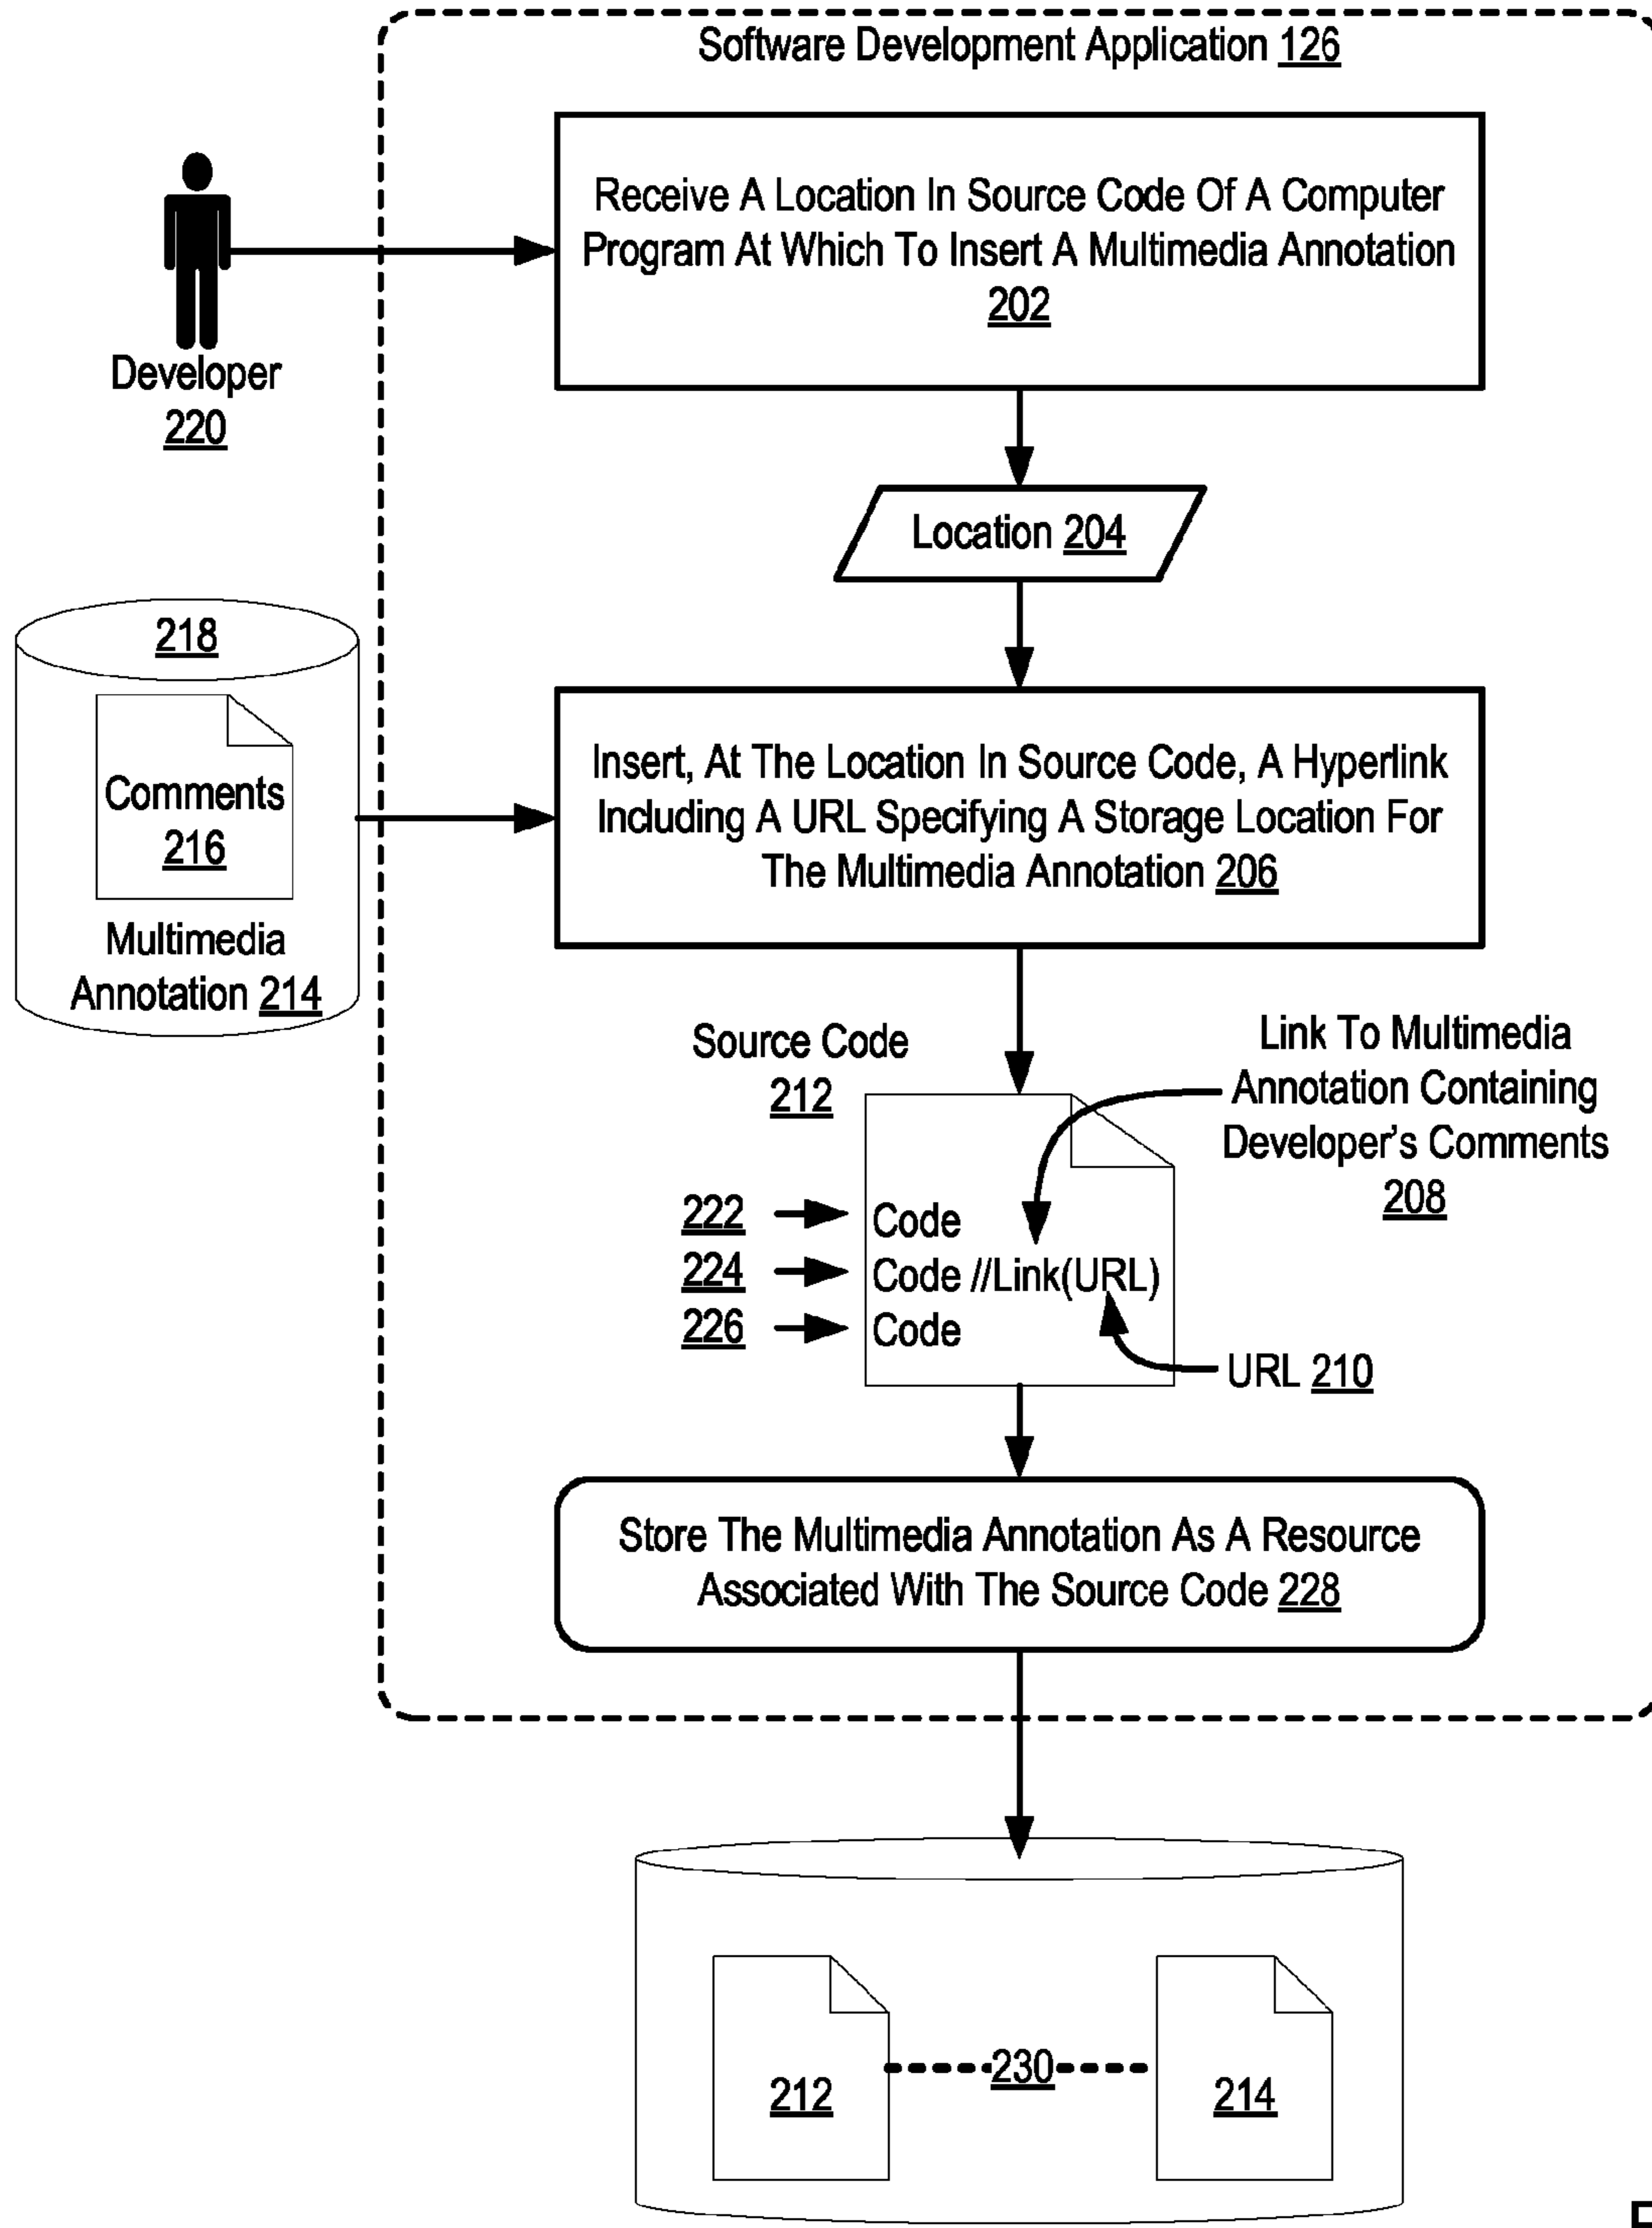 Software Development Application 126
Receive A Location In Source Code Of A Computer
Program At Which To Insert A Multimedia Annotation
202
Developer
220
Location 204
218
Comments
216
Multimedia
Annotation 214
Insert, At The Location In Source Code, A Hyperlink
Including A URL Specifying A Storage Location For
The Multimedia Annotation 206
Source Code
212
Link To Multimedia
Annotation Containing
Developer's Comments
208
222
Code
224
Code //Link(URL)
226
Code
URL 210
Store The Multimedia Annotation As A Resource
Associated With The Source Code 228
212
230
214